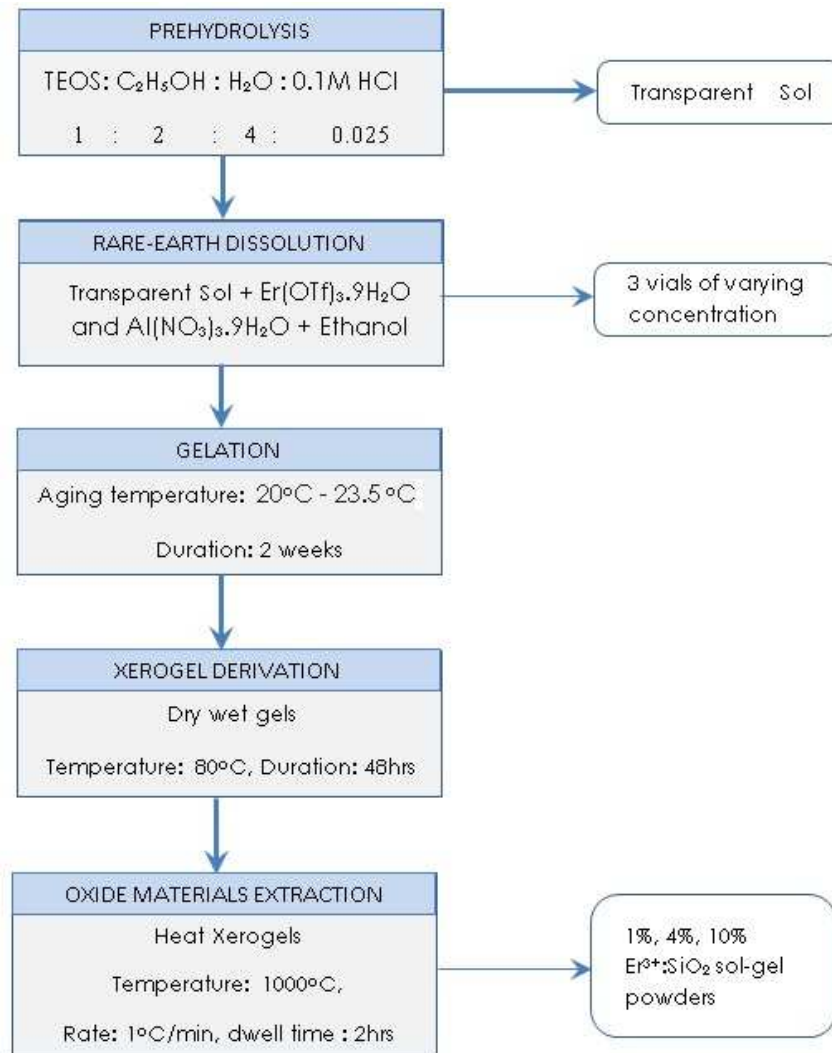 PREHYDROLYSIS
TEOS: C₂H₅OH : H₂O : 0.1M HCl
1 : 2 : 4 : 0.025
Transparent Sol
RARE-EARTH DISSOLUTION
Transparent Sol + Er(OTf)₃.9H₂O
and Al(NO₃)₃.9H₂O + Ethanol
3 vials of varying
concentration
GELATION
Aging temperature: 20°C - 23.5 °C
Duration: 2 weeks
XEROGEL DERIVATION
Dry wet gels
Temperature: 80°C, Duration: 48hrs
OXIDE MATERIALS EXTRACTION
Heat Xerogels
Temperature: 1000°C,
Rate: 1°C/min, dwell time : 2hrs
1%, 4%, 10%
Er³⁺:SiO₂ sol-gel
powders